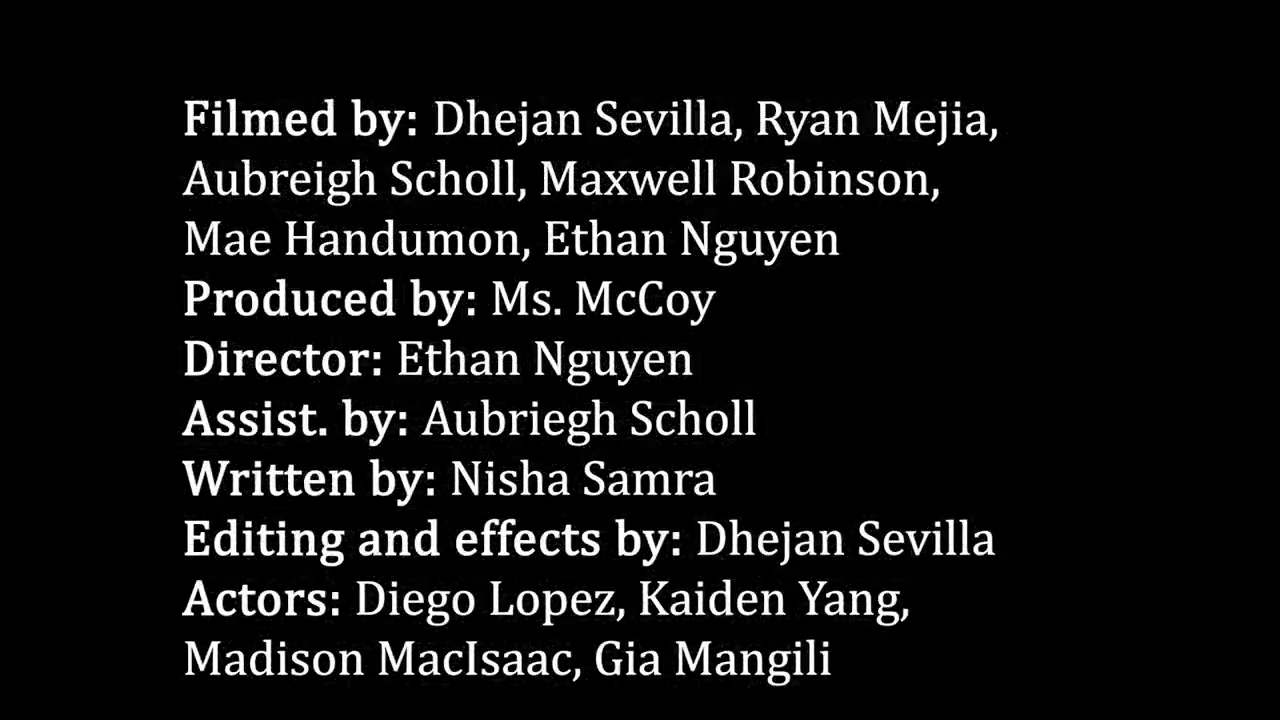 Filmed by: Dhejan Sevilla, Ryan Mejia,
Aubreigh Scholl, Maxwell Robinson,
Mae Handumon, Ethan Nguyen
Produced by: Ms. McCoy
Director: Ethan Nguyen
Assist. by: Aubriegh Scholl
Written by: Nisha Samra
Editing and effects by: Dhejan Sevilla
Actors: Diego Lopez, Kaiden Yang,
Madison MacIsaac, Gia Mangili